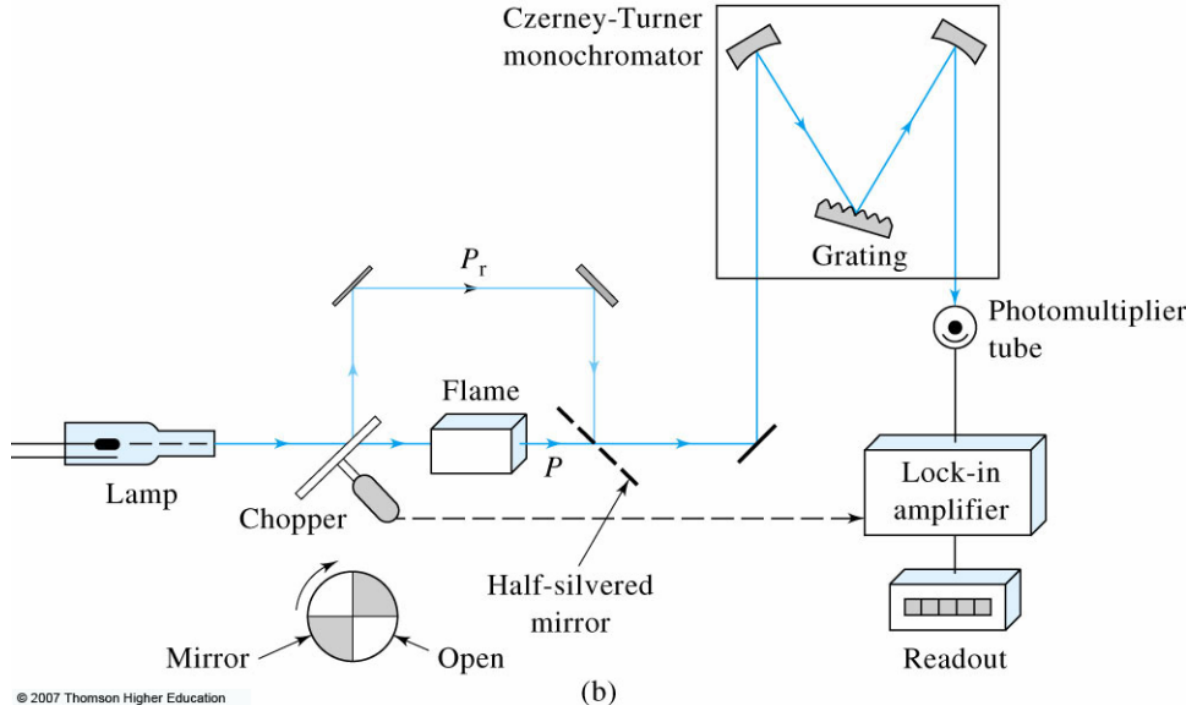 Czerney-Turner
monochromator
Grating
P_r
Photomultiplier
tube
Flame
P
Lamp
Chopper
Lock-in
amplifier
Half-silvered
mirror
Mirror
Open
Readout
(b)
© 2007 Thomson Higher Education